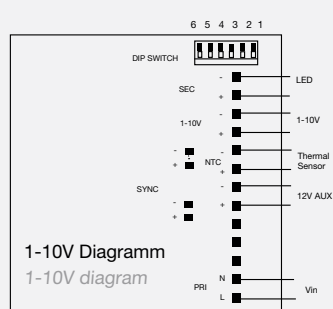 6 5 4 3 2 1
DIP SWITCH
- LED
SEC
+
- 1-10V
1-10V
+
- - Thermal
NTC
+ + Sensor
- 12V AUX
SYNC
- +
+
1-10V Diagramm
1-10V diagram
N
PRI Vin
L